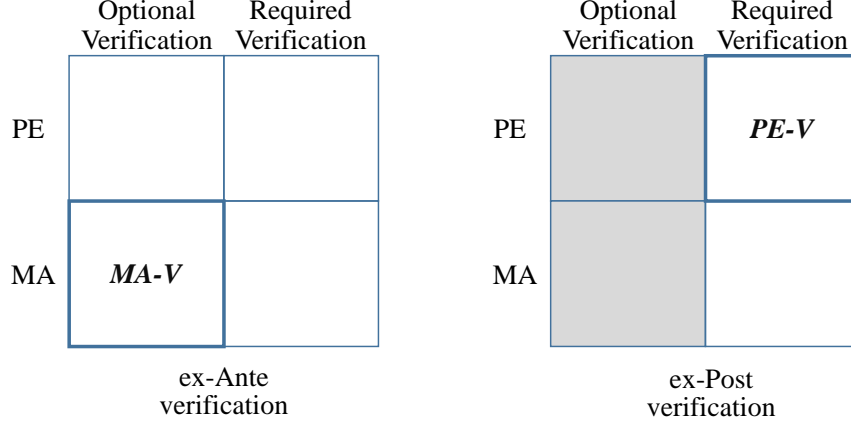 Optional Verification
Required Verification
PE
MA
MA-V
ex-Ante
verification
Optional Verification
Required Verification
PE
PE-V
MA
ex-Post
verification